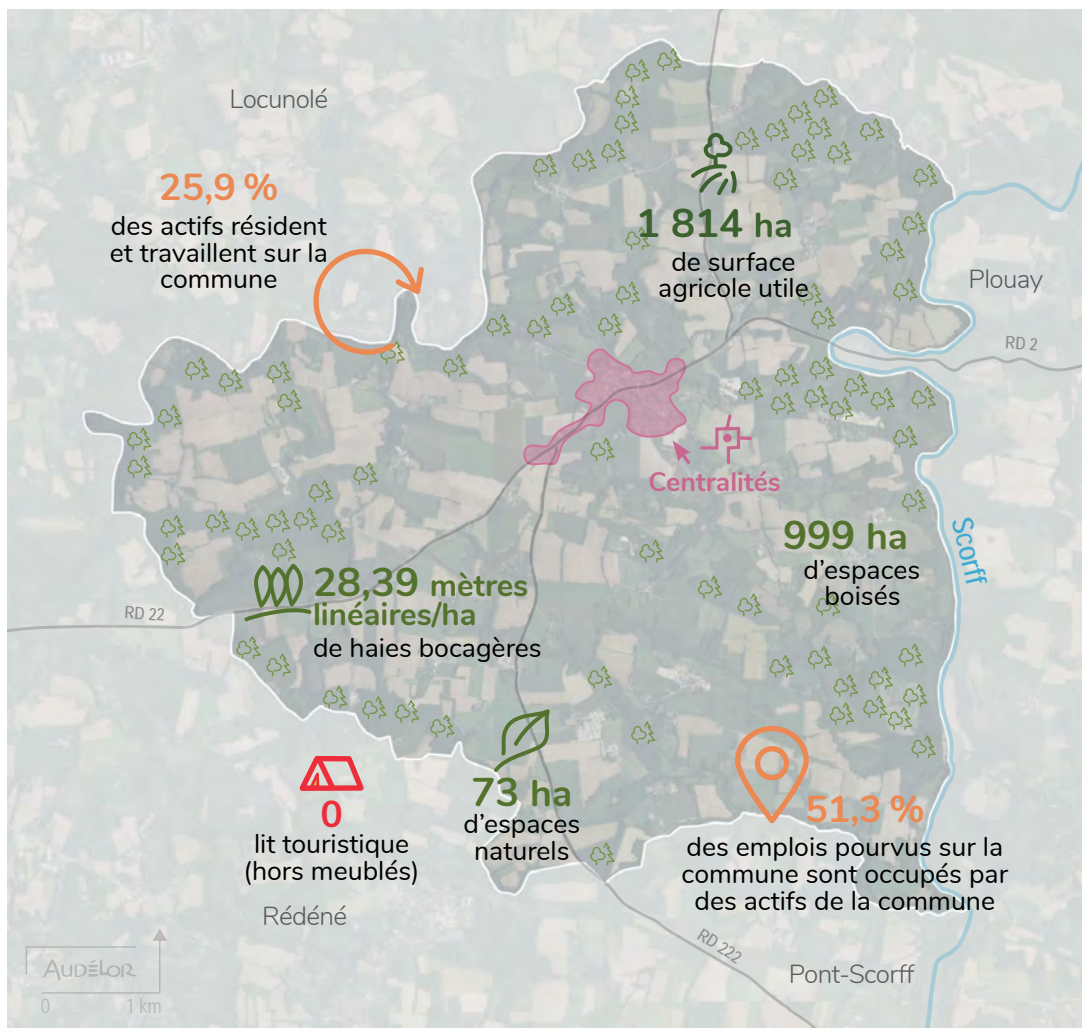 Locunolé
25,9 %
des actifs résident
et travaillent sur la
commune
1 814 ha
de surface
agricole utile
Plouay
RD 2
Centralités
Scorff
999 ha
d'espaces
boisés
28,39 mètres
linéaires/ha
de haies bocagères
RD 22
0
lit touristique
(hors meublés)
73 ha
d'espaces
naturels
51,3 %
des emplois pourvus sur la
commune sont occupés par
des actifs de la commune
Rédéné
RD 222
Pont-Scorff
AUDÉLOR
0 1 km